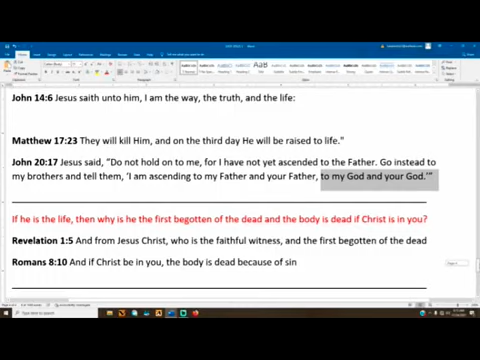 John 14:6 Jesus saith unto him, I am the way, the truth, and the life:
Matthew 17:23 They will kill Him, and on the third day He will be raised to life."
John 20:17 Jesus said, “Do not hold on to me, for I have not yet ascended to the Father. Go instead to
my brothers and tell them, ‘I am ascending to my Father and your Father, to my God and your God.’”
If he is the life, then why is he the first begotten of the dead and the body is dead if Christ is in you?
Revelation 1:5 And from Jesus Christ, who is the faithful witness, and the first begotten of the dead
Romans 8:10 And if Christ be in you, the body is dead because of sin
Type here to search